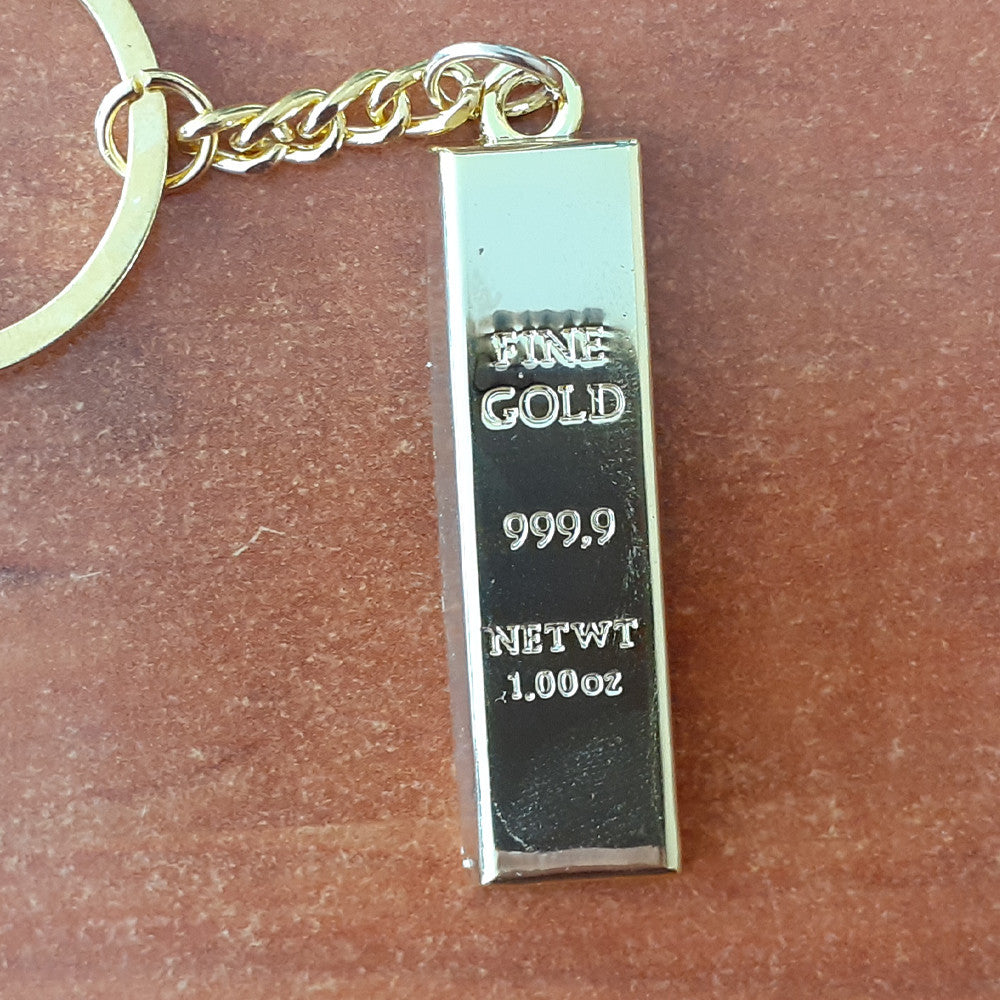 FINE
GOLD
999,9
NETWT
1.00oz